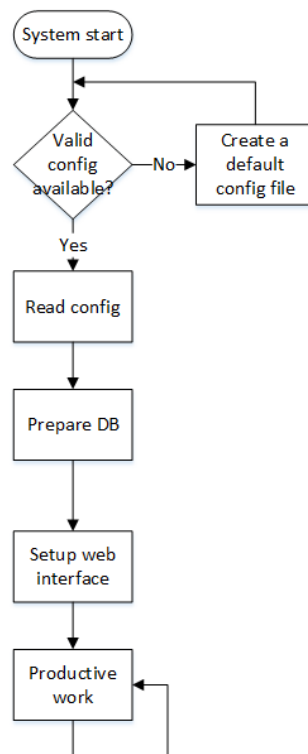 System start
Valid
config
available?
No
Create a
default
config file
Yes
Read config
Prepare DB
Setup web
interface
Productive
work